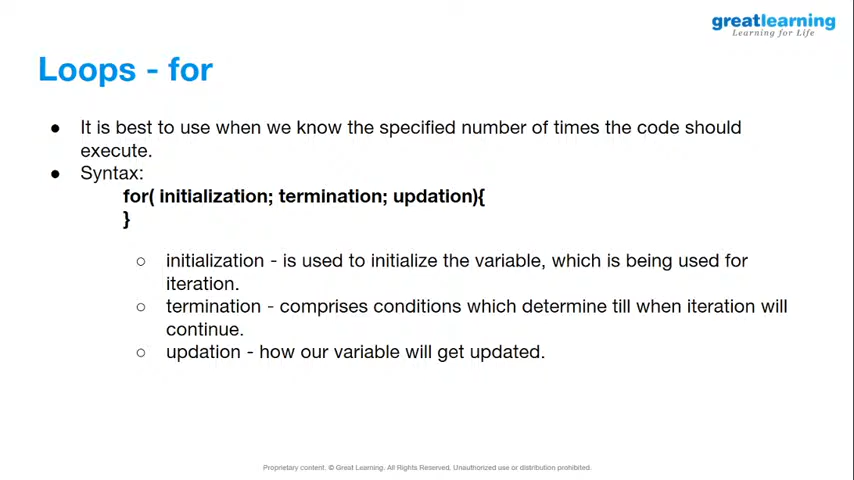 greatlearning
Learning for Life
Loops - for
● It is best to use when we know the specified number of times the code should
execute.
● Syntax:
for( initialization; termination; updation){
}
○ initialization - is used to initialize the variable, which is being used for
iteration.
○ termination - comprises conditions which determine till when iteration will
continue.
○ updation - how our variable will get updated.
Proprietary content. © Great Learning. All Rights Reserved. Unauthorized use or distribution prohibited.